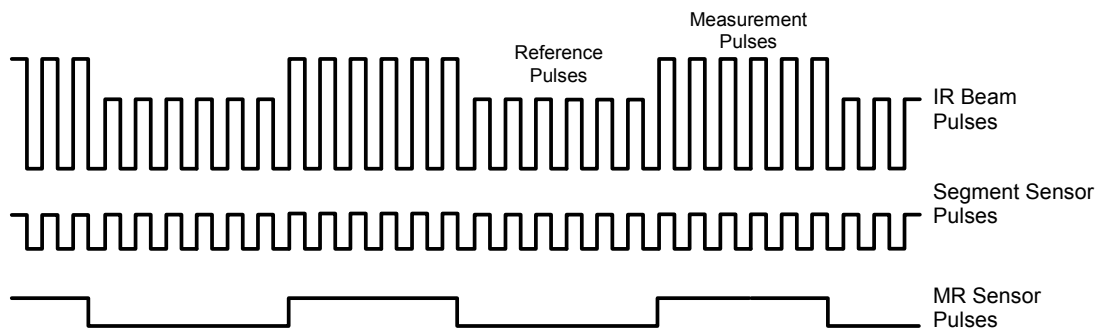 Measurement
Pulses
Reference
Pulses
IR Beam
Pulses
Segment Sensor
Pulses
MR Sensor
Pulses